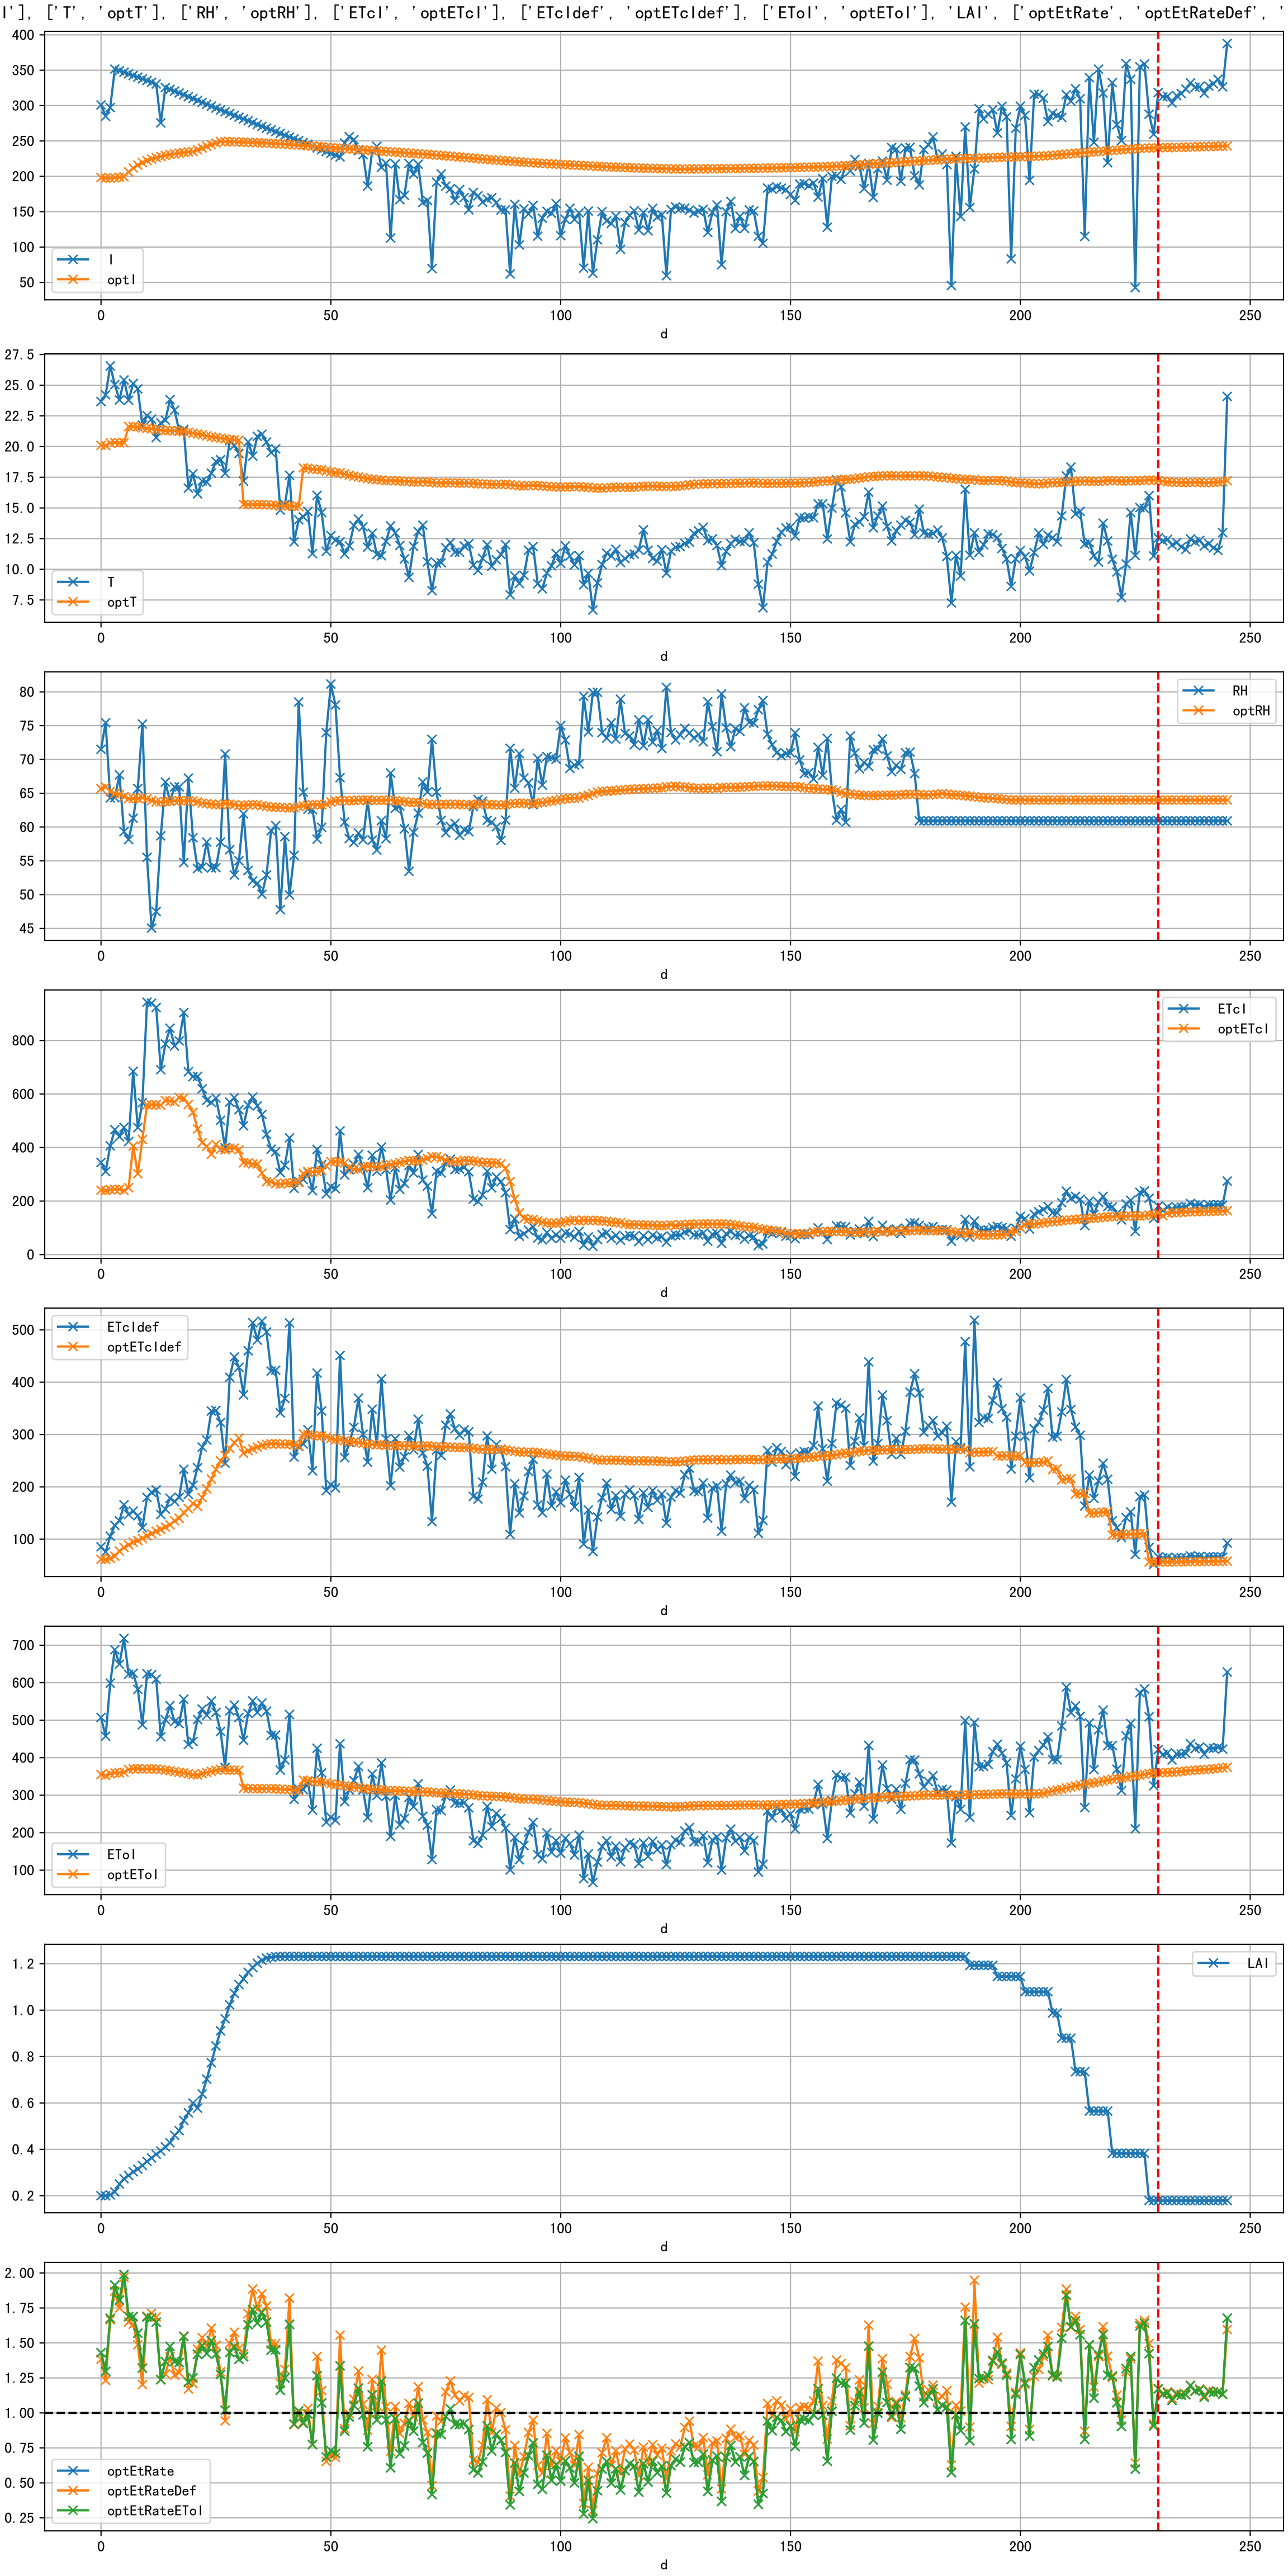 I'], ['T', 'optT'], ['RH', 'optRH'], ['ETcI', 'optETcI'], ['ETcIdef', 'optETcIdef'], ['EToI', 'optEToI'], 'LAI', ['optEtRate', 'optEtRateDef', '
400
350
300
250
200
150
100
50
I
optI
0 50 100 150 200 250
d
27.5
25.0
22.5
20.0
17.5
15.0
12.5
10.0
7.5
T
optT
0 50 100 150 200 250
d
80
75
70
65
60
55
50
45
RH
optRH
0 50 100 150 200 250
d
800
600
400
200
0
ETcI
optETcI
0 50 100 150 200 250
d
500
400
300
200
100
ETcIdef
optETcIdef
0 50 100 150 200 250
d
700
600
500
400
300
200
100
EToI
optEToI
0 50 100 150 200 250
d
1.2
1.0
0.8
0.6
0.4
0.2
LAI
0 50 100 150 200 250
d
2.00
1.75
1.50
1.25
1.00
0.75
0.50
0.25
optEtRate
optEtRateDef
optEtRateEToI
0 50 100 150 200 250
d